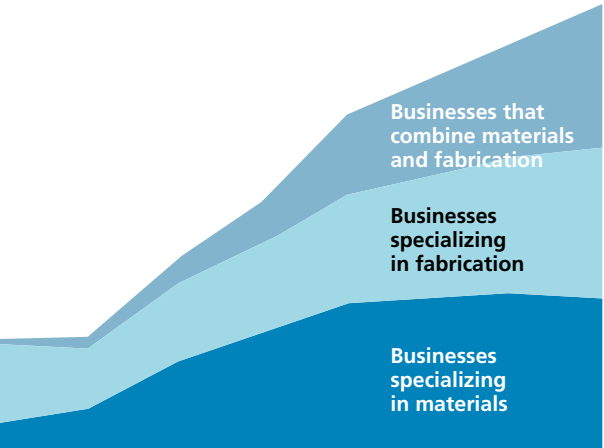 Businesses that
combine materials
and fabrication
Businesses
specializing
in fabrication
Businesses
specializing
in materials